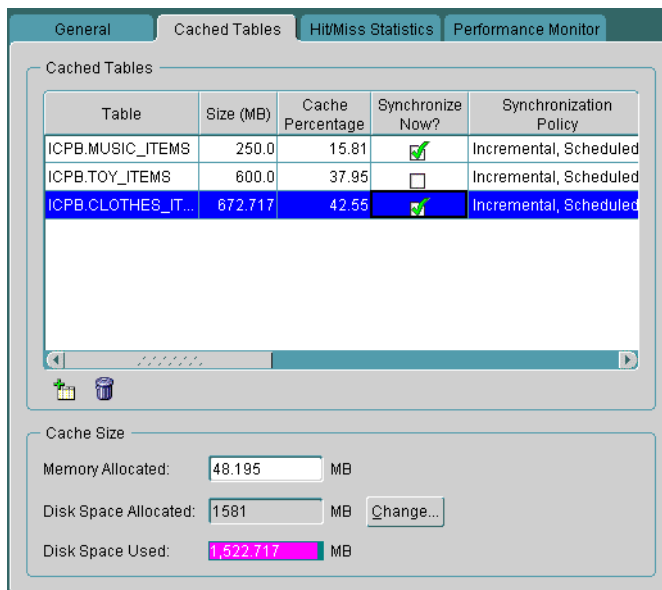 General Cached Tables Hit/Miss Statistics Performance Monitor
Cached Tables
Table Size (MB) Cache Percentage Synchronize Now? Synchronization Policy
ICPB.MUSIC_ITEMS 250.0 15.81 Incremental, Scheduled
ICPB.TOY_ITEMS 600.0 37.95 Incremental, Scheduled
ICPB.CLOTHES_IT... 672.717 42.55 Incremental, Scheduled
Cache Size
Memory Allocated: 48.195 MB
Disk Space Allocated: 1581 MB Change...
Disk Space Used: 1,522.717 MB